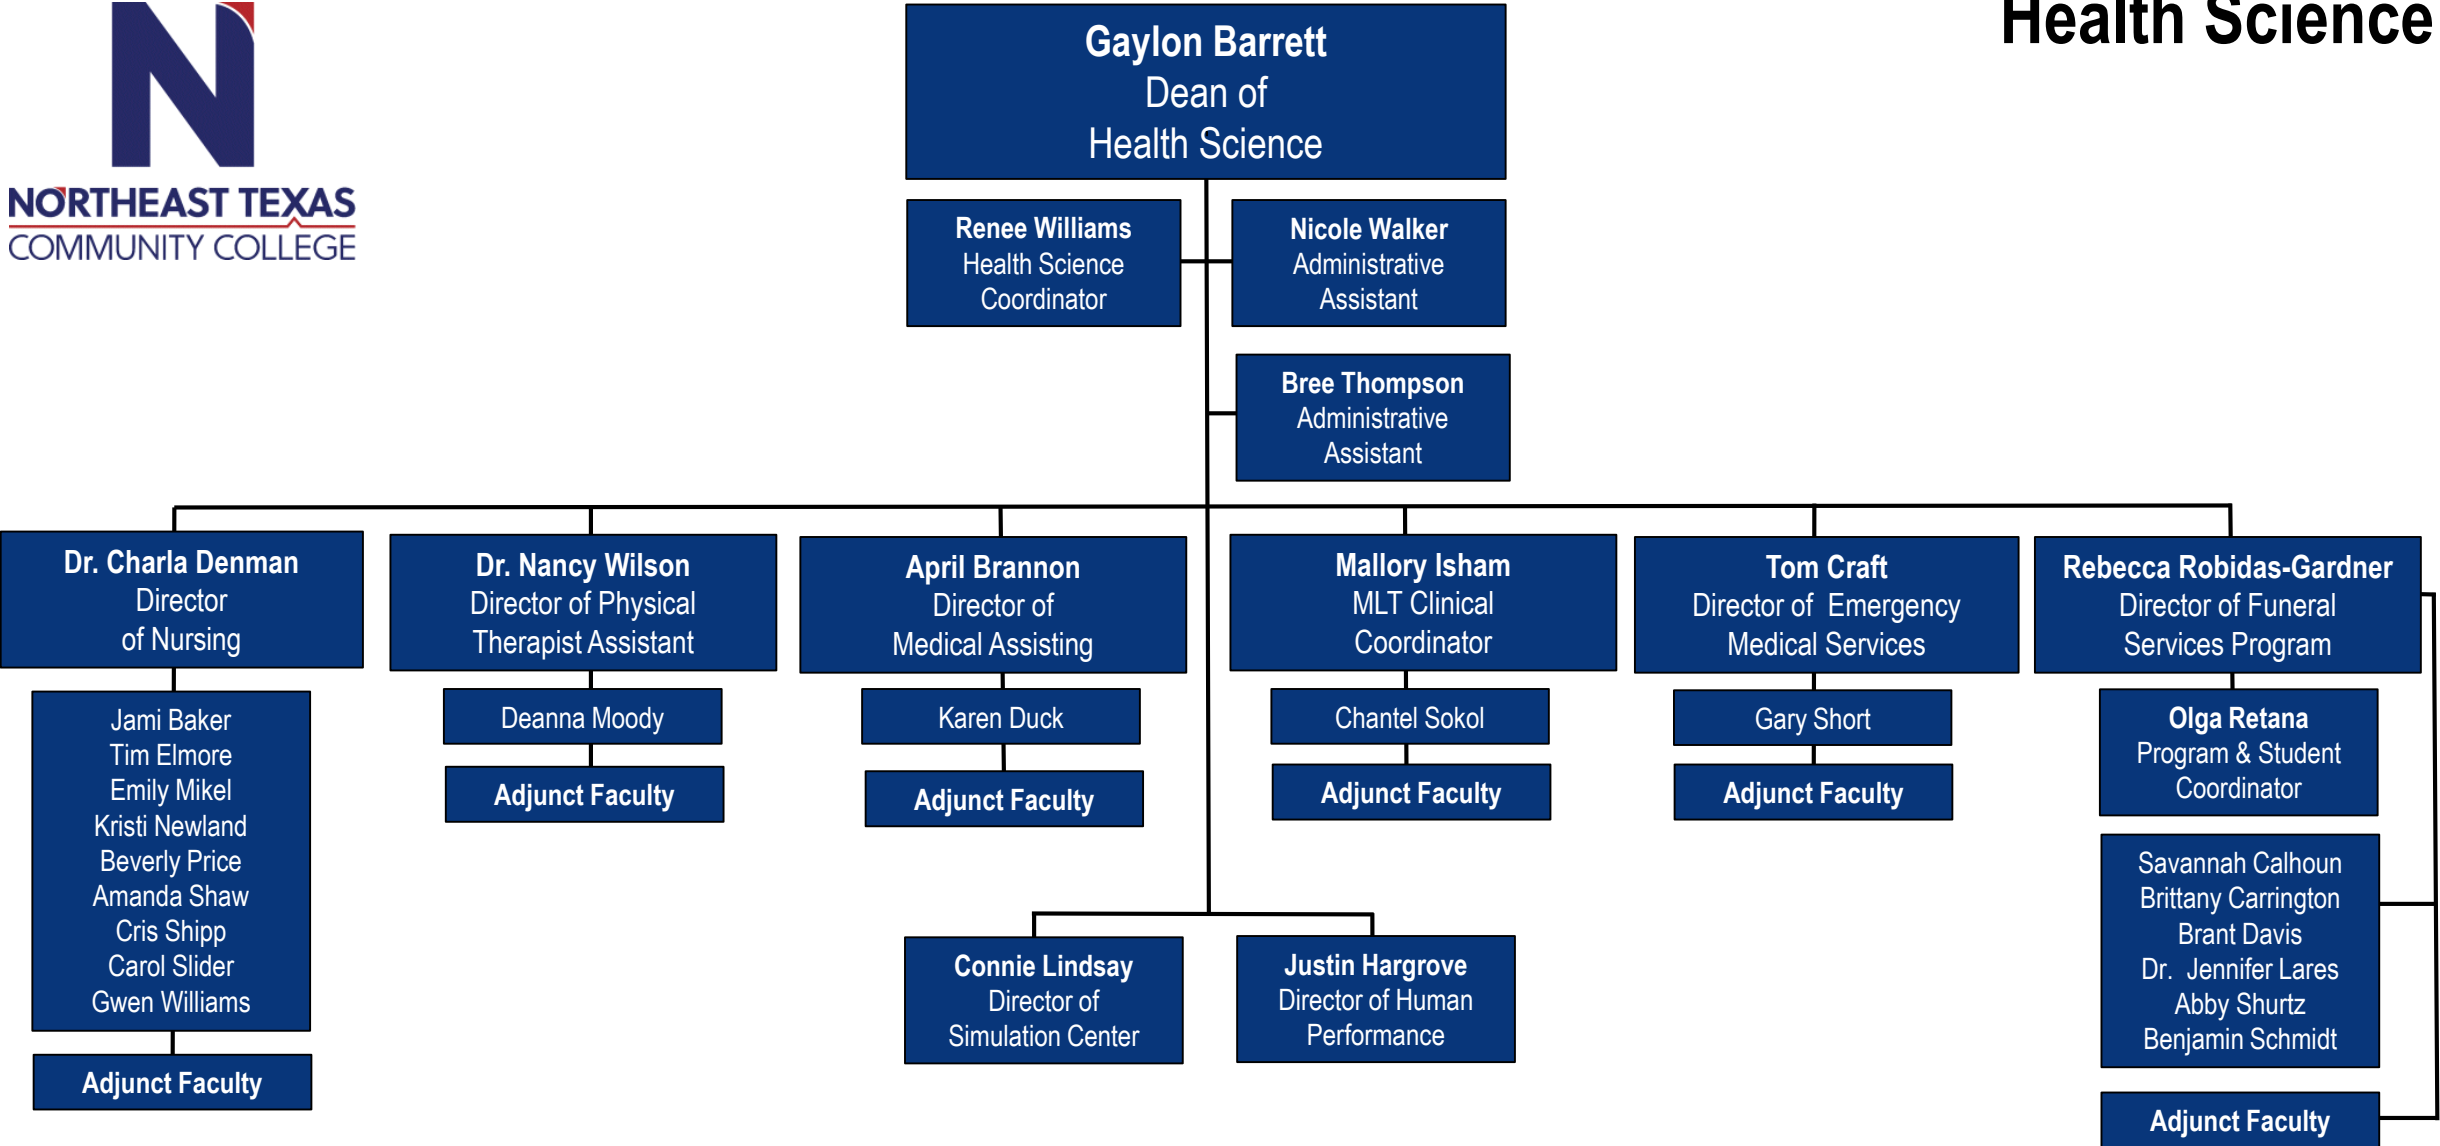 Health Science
NORTHEAST TEXAS
COMMUNITY COLLEGE
Gaylon Barrett
Dean of
Health Science
Renee Williams
Health Science
Coordinator
Nicole Walker
Administrative
Assistant
Bree Thompson
Administrative
Assistant
Dr. Charla Denman
Director
of Nursing
Jami Baker
Tim Elmore
Emily Mikel
Kristi Newland
Beverly Price
Amanda Shaw
Cris Shipp
Carol Slider
Gwen Williams
Adjunct Faculty
Dr. Nancy Wilson
Director of Physical
Therapist Assistant
Deanna Moody
Adjunct Faculty
April Brannon
Director of
Medical Assisting
Karen Duck
Adjunct Faculty
Mallory Isham
MLT Clinical
Coordinator
Chantel Sokol
Adjunct Faculty
Tom Craft
Director of Emergency
Medical Services
Gary Short
Adjunct Faculty
Rebecca Robidas-Gardner
Director of Funeral
Services Program
Olga Retana
Program & Student
Coordinator
Savannah Calhoun
Brittany Carrington
Brant Davis
Dr. Jennifer Lares
Abby Shurtz
Benjamin Schmidt
Adjunct Faculty
Connie Lindsay
Director of
Simulation Center
Justin Hargrove
Director of Human
Performance